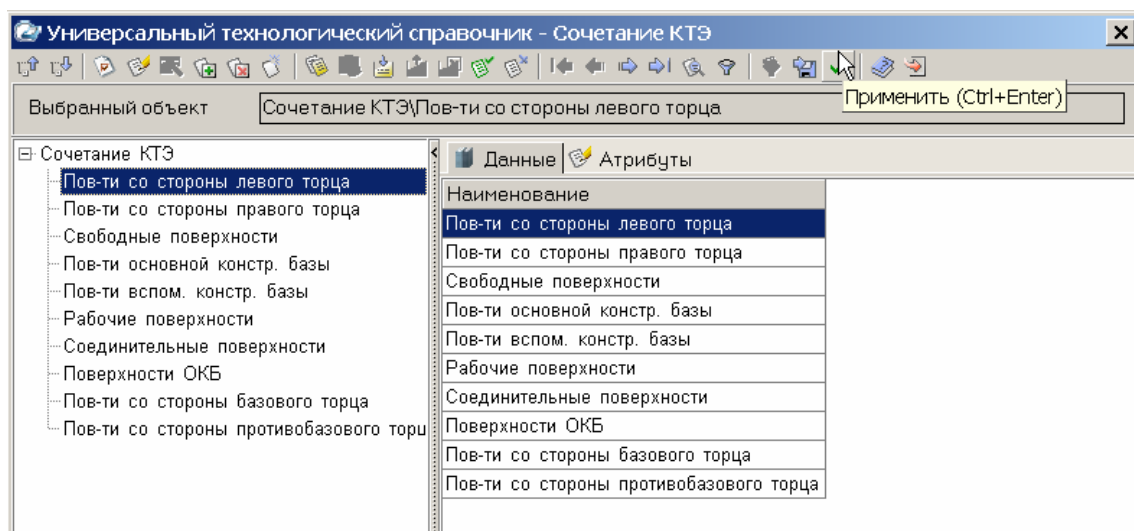 Универсальный технологический справочник - Сочетание КТЭ
Применить (Ctrl+Enter)
Выбранный объект Сочетание КТЭ\Пов-ти со стороны левого торца
Сочетание КТЭ
Пов-ти со стороны левого торца
Пов-ти со стороны правого торца
Свободные поверхности
Пов-ти основной констр. базы
Пов-ти вспом. констр. базы
Рабочие поверхности
Соединительные поверхности
Поверхности ОКБ
Пов-ти со стороны базового торца
Пов-ти со стороны противобазового торц
Данные Атрибуты
Наименование
Пов-ти со стороны левого торца
Пов-ти со стороны правого торца
Свободные поверхности
Пов-ти основной констр. базы
Пов-ти вспом. констр. базы
Рабочие поверхности
Соединительные поверхности
Поверхности ОКБ
Пов-ти со стороны базового торца
Пов-ти со стороны противобазового торца